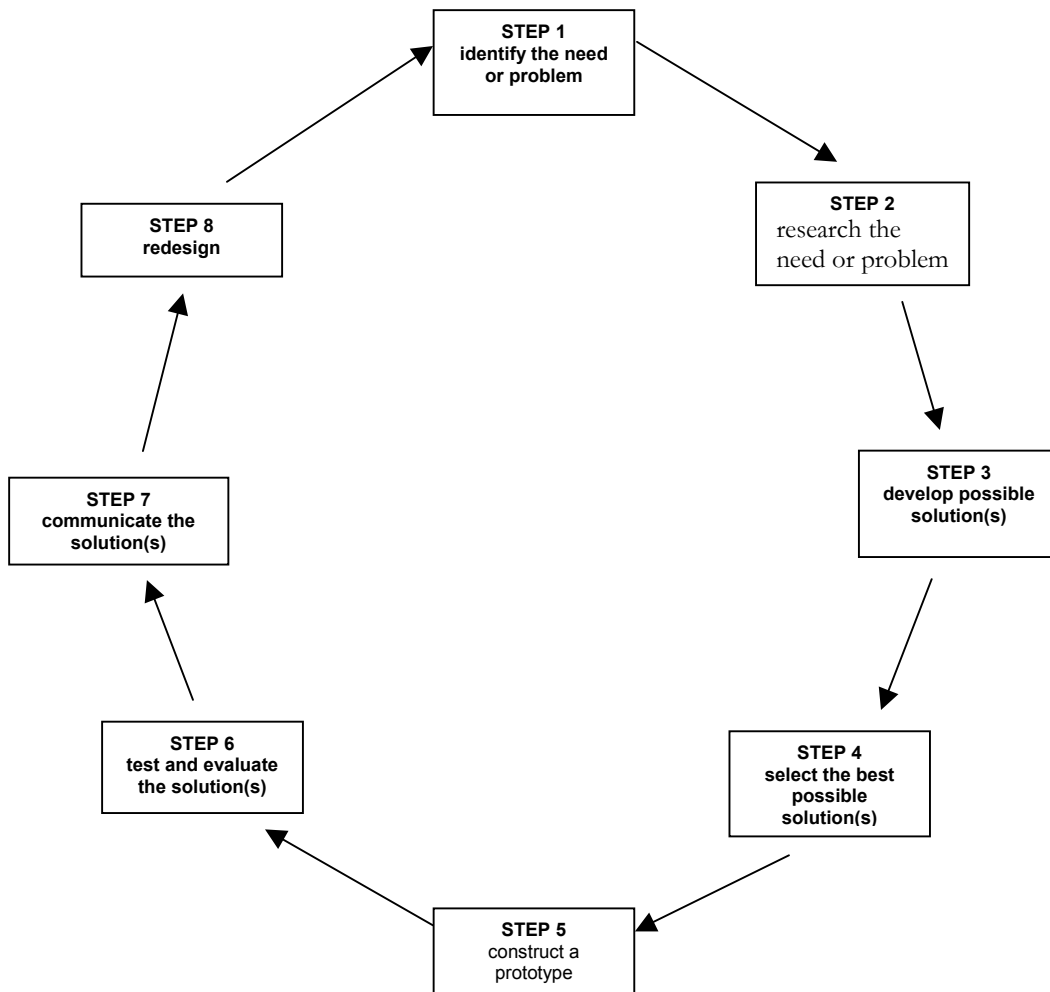 STEP 1
identify the need
or problem
STEP 2
research the
need or problem
STEP 3
develop possible
solution(s)
STEP 4
select the best
possible
solution(s)
STEP 5
construct a
prototype
STEP 6
test and evaluate
the solution(s)
STEP 7
communicate the
solution(s)
STEP 8
redesign